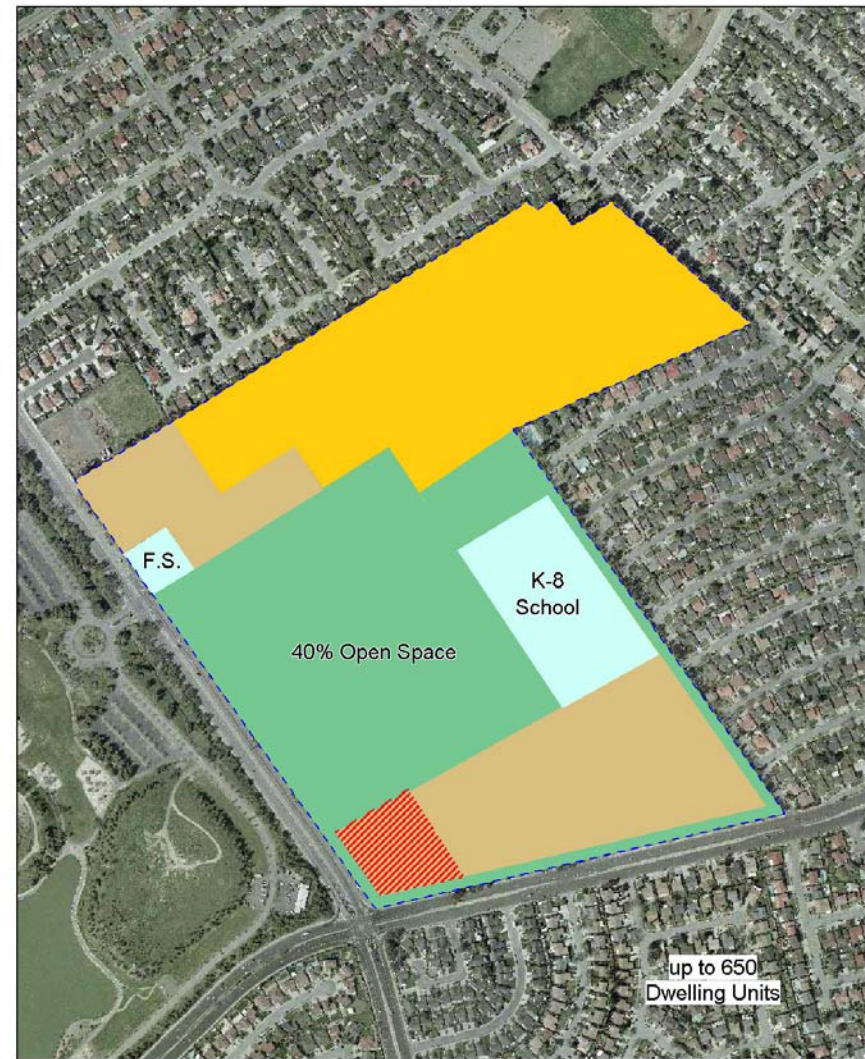 F.S.
K-8
School
40% Open Space
up to 650
Dwelling Units